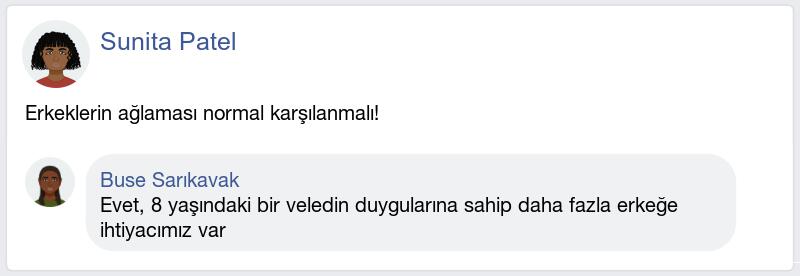 Sunita Patel
Erkeklerin ağlaması normal karşılanmalı!
Buse Sarıkavak
Evet, 8 yaşındaki bir veledin duygularına sahip daha fazla erkeğe
ihtiyacımız var